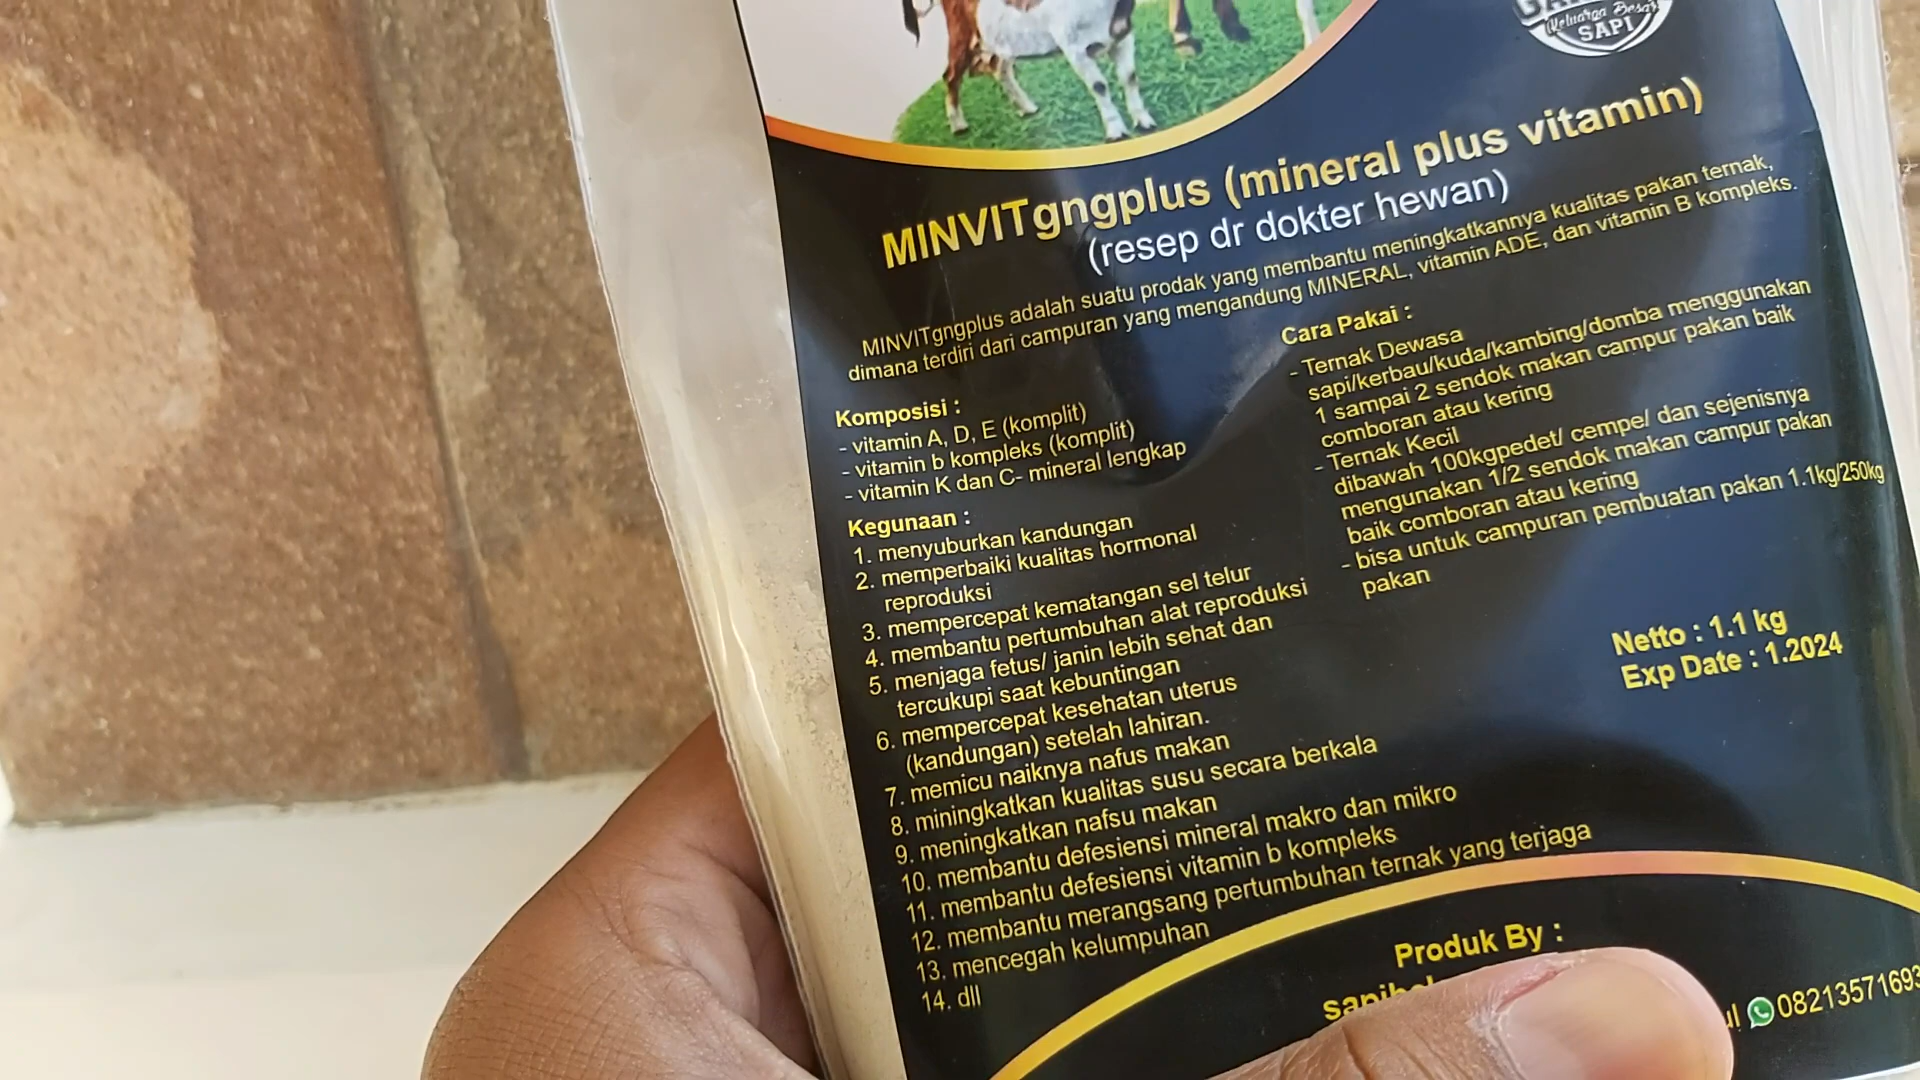 Keluarga Besar
SAPI
MINVITgngplus (mineral plus vitamin)
(resep dr dokter hewan)
MINVITgngplus adalah suatu prodak yang membantu meningkatkannya kualitas pakan ternak,
dimana terdiri dari campuran yang mengandung MINERAL, vitamin ADE, dan vitamin B kompleks.
Komposisi :
- vitamin A, D, E (komplit)
- vitamin b kompleks (komplit)
- vitamin K dan C- mineral lengkap
Kegunaan :
1. menyuburkan kandungan
2. memperbaiki kualitas hormonal
reproduksi
3. mempercepat kematangan sel telur
4. membantu pertumbuhan alat reproduksi
5. menjaga fetus/ janin lebih sehat dan
tercukupi saat kebuntingan
6. mempercepat kesehatan uterus
(kandungan) setelah lahiran.
7. memicu naiknya nafus makan
8. miningkatkan kualitas susu secara berkala
9. meningkatkan nafsu makan
10. membantu defesiensi mineral makro dan mikro
11. membantu defesiensi vitamin b kompleks
12. membantu merangsang pertumbuhan ternak yang terjaga
13. mencegah kelumpuhan
14. dll
Cara Pakai :
- Ternak Dewasa
sapi/kerbau/kuda/kambing/domba menggunakan
1 sampai 2 sendok makan campur pakan baik
comboran atau kering
- Ternak Kecil
dibawah 100kgpedet/ cempe/ dan sejenisnya
mengunakan 1/2 sendok makan campur pakan
baik comboran atau kering
- bisa untuk campuran pembuatan pakan 1.1kg/250kg
pakan
Netto : 1.1 kg
Exp Date : 1.2024
Produk By :
08213571693